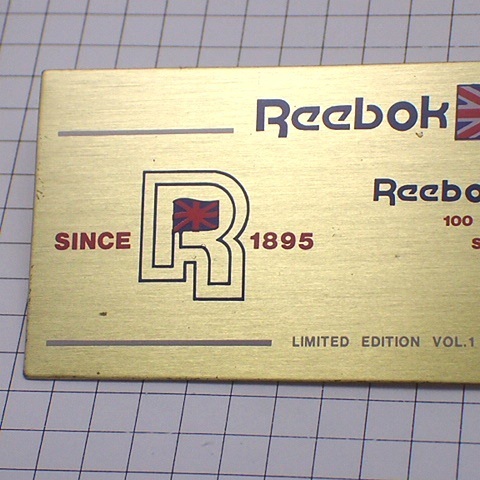 Reebok
Reebo
100
SINCE R 1895
LIMITED EDITION VOL.1